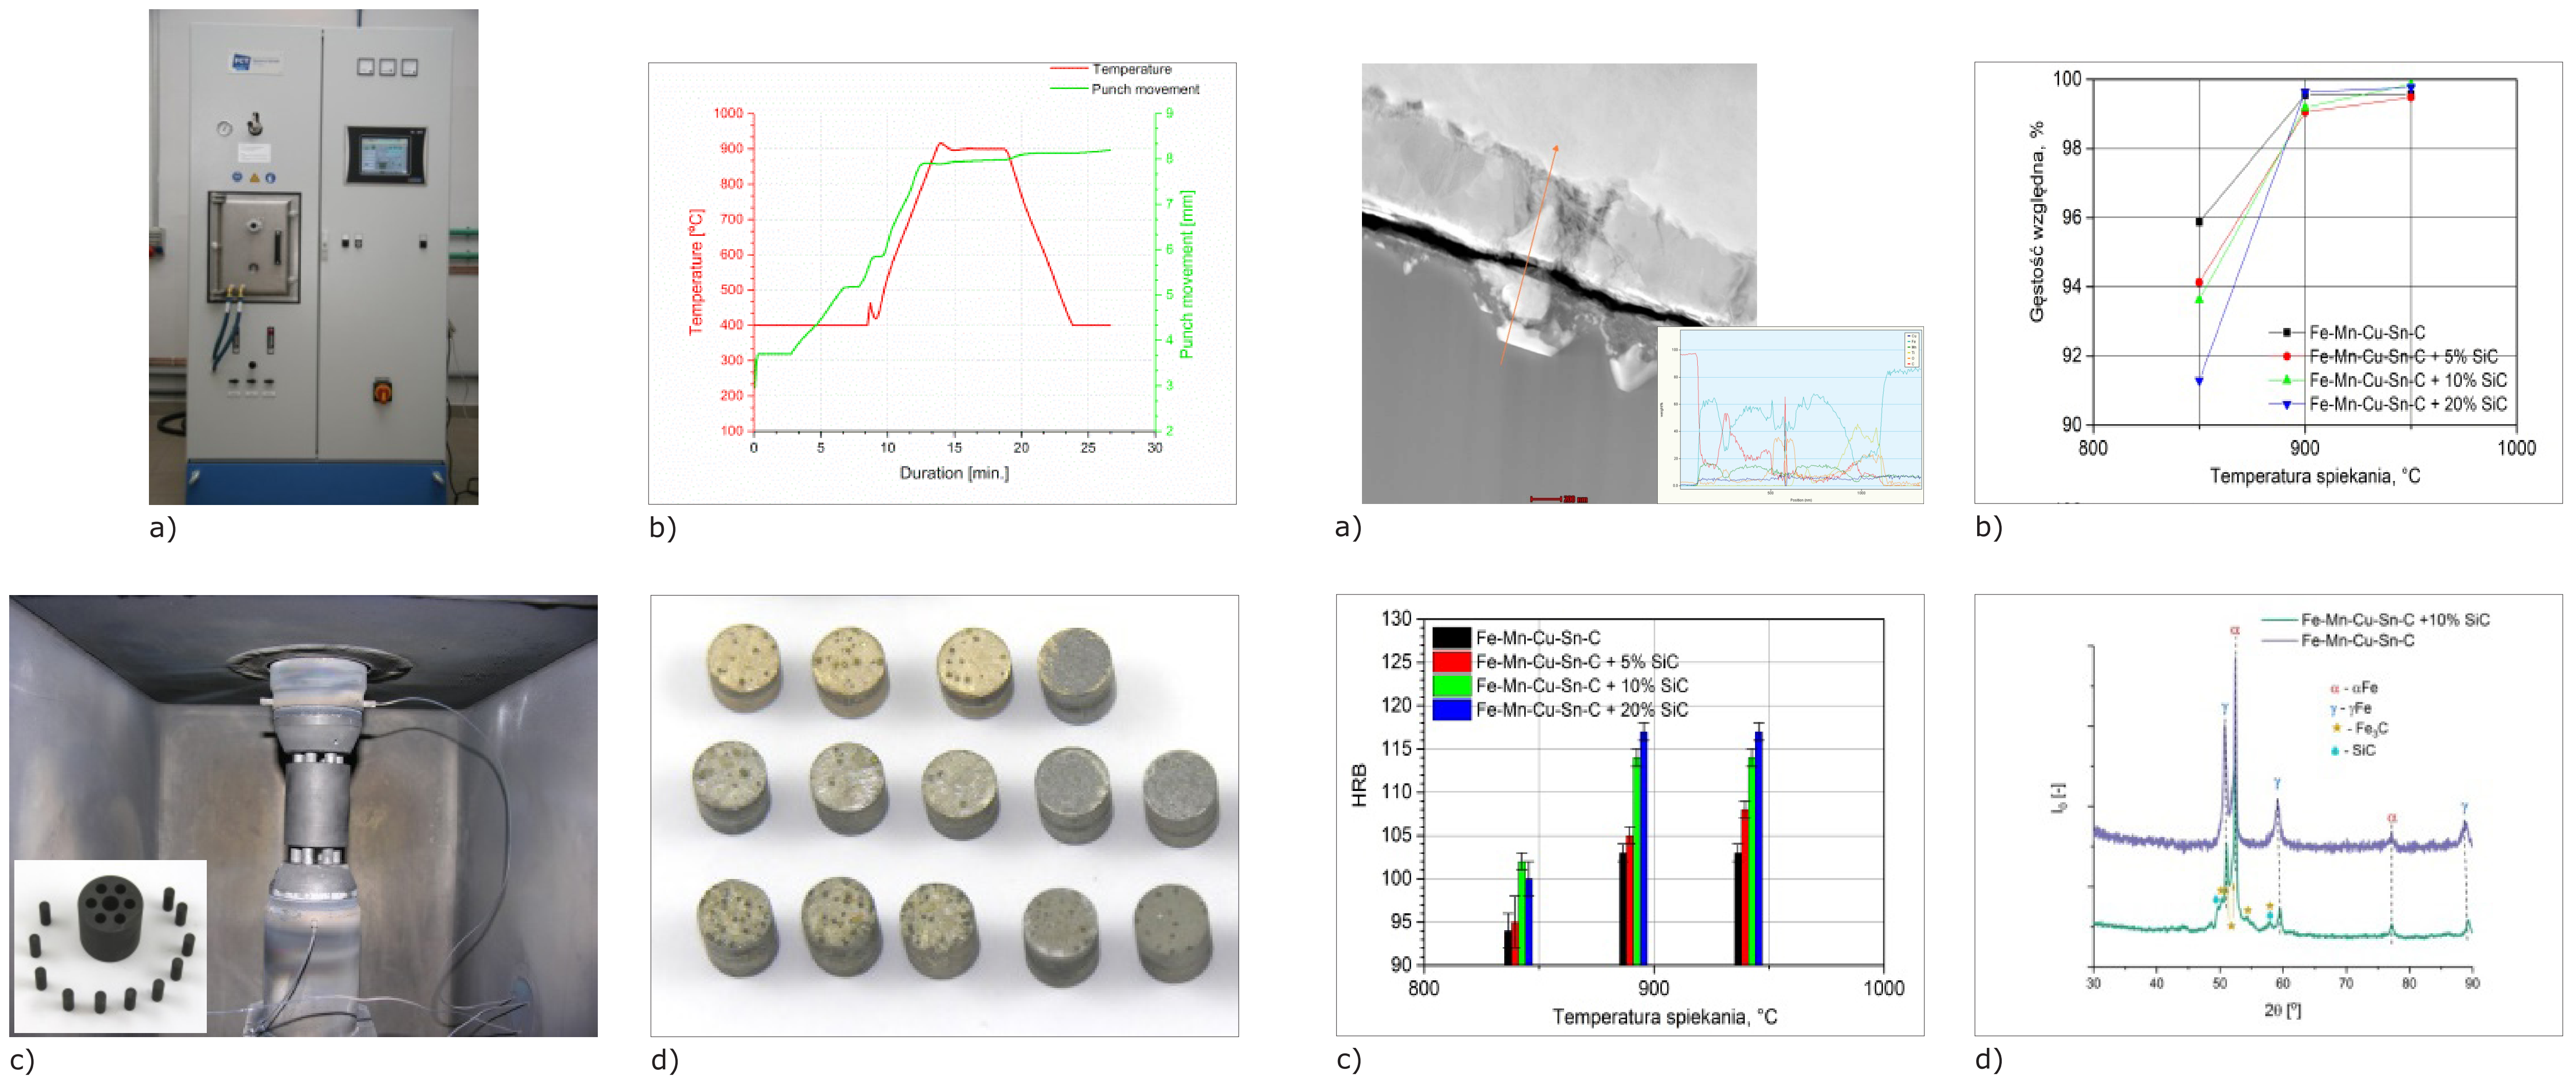 FCT
a)
Temperature
Punch movement
1000
900
800
700
600
500
400
300
200
100
Temperature [°C]
9
8
7
6
5
4
3
2
Punch movement [mm]
0 5 10 15 20 25 30
Duration [min.]
b)
a)
100
98
96
94
92
90
Gęstość względna, %
Fe-Mn-Cu-Sn-C
Fe-Mn-Cu-Sn-C + 5% SiC
Fe-Mn-Cu-Sn-C + 10% SiC
Fe-Mn-Cu-Sn-C + 20% SiC
800 900 1000
Temperatura spiekania, °C
b)
c)
d)
130
125
120
115
110
105
100
95
90
HRB
Fe-Mn-Cu-Sn-C
Fe-Mn-Cu-Sn-C + 5% SiC
Fe-Mn-Cu-Sn-C + 10% SiC
Fe-Mn-Cu-Sn-C + 20% SiC
800 900 1000
Temperatura spiekania, °C
c)
Fe-Mn-Cu-Sn-C +10% SiC
Fe-Mn-Cu-Sn-C
α - αFe
γ - γFe
- Fe3C
- SiC
α
γ
γ
α
γ
30 40 50 60 70 80 90
2θ [°]
d)